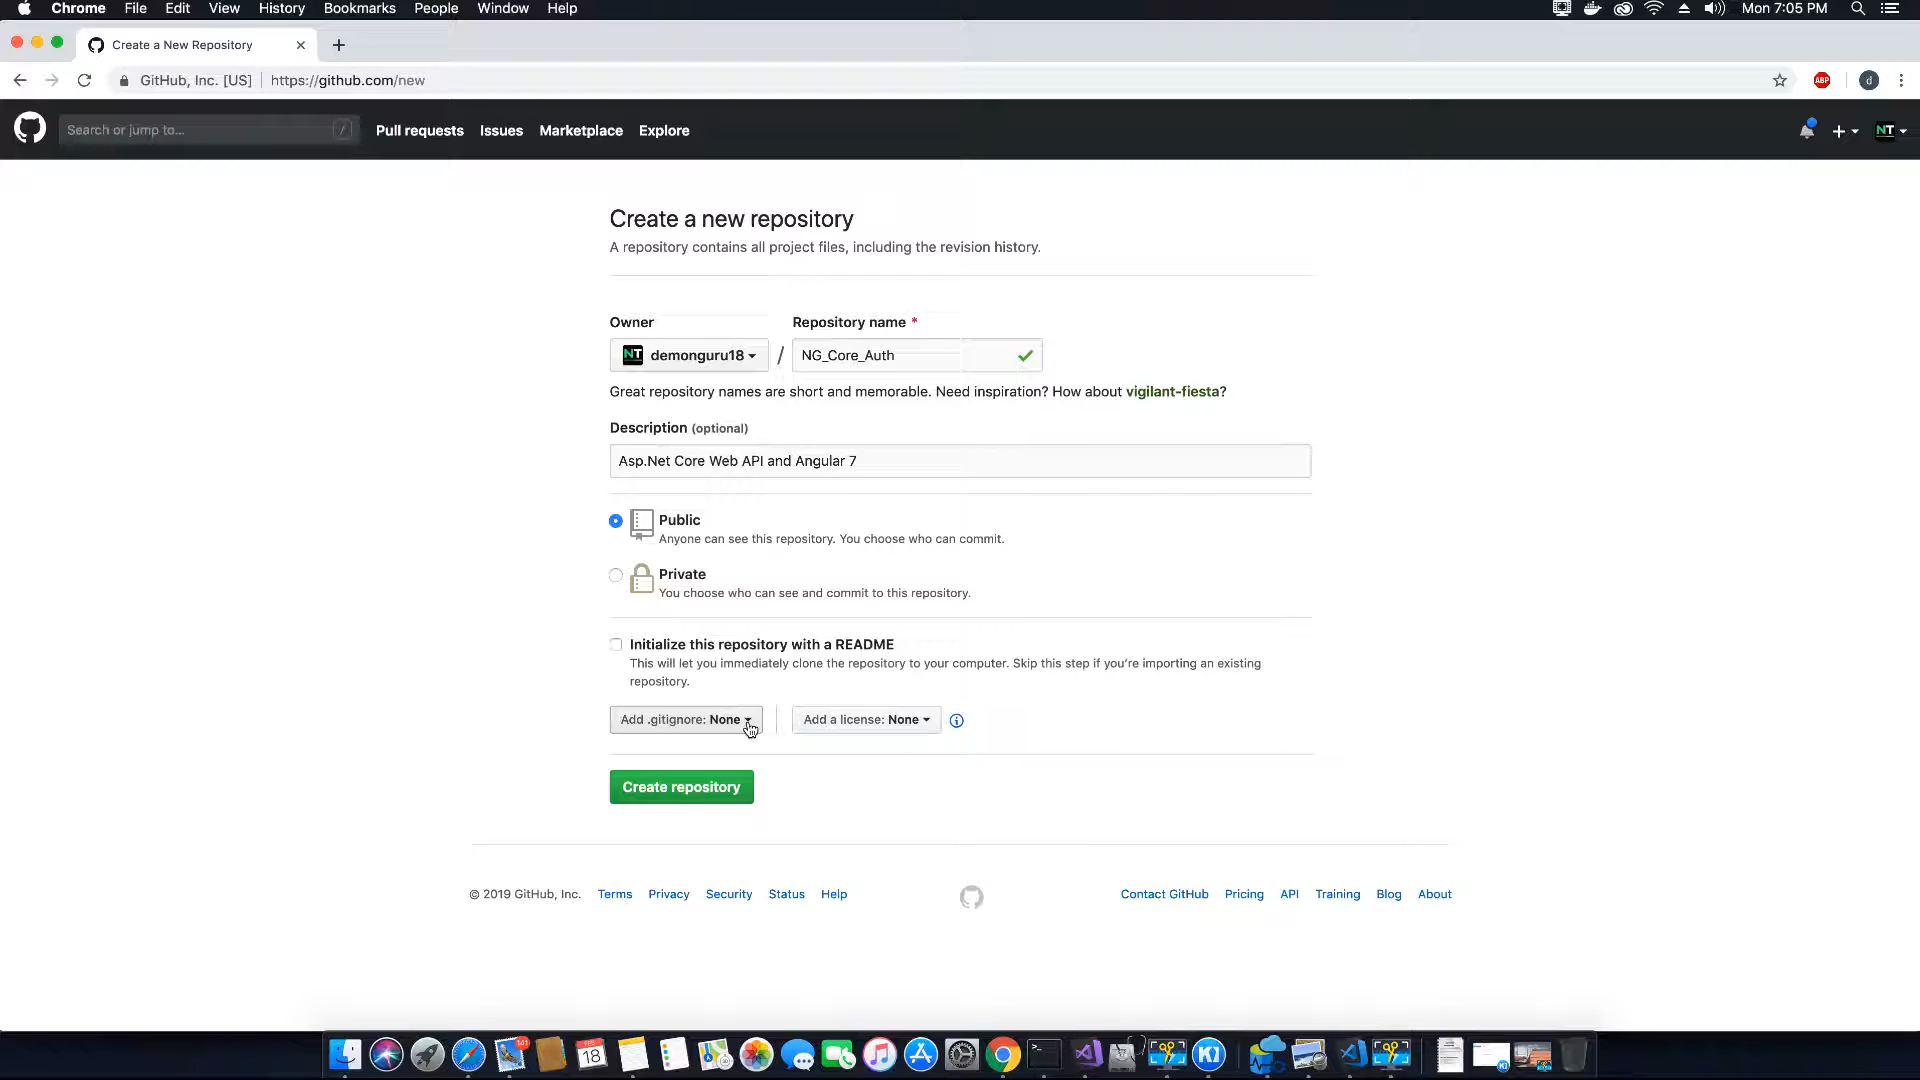 Chrome File Edit View History Bookmarks People Window Help Mon 7:05 PM
Create a New Repository
GitHub, Inc. [US] https://github.com/new ABP d
Search or jump to... / Pull requests Issues Marketplace Explore NT
Create a new repository
A repository contains all project files, including the revision history.
Owner Repository name *
NT demonguru18 / NG_Core_Auth
Great repository names are short and memorable. Need inspiration? How about vigilant-fiesta?
Description (optional)
Asp.Net Core Web API and Angular 7
Public
Anyone can see this repository. You choose who can commit.
Private
You choose who can see and commit to this repository.
Initialize this repository with a README
This will let you immediately clone the repository to your computer. Skip this step if you’re importing an existing
repository.
Add .gitignore: None Add a license: None
Create repository
© 2019 GitHub, Inc. Terms Privacy Security Status Help Contact GitHub Pricing API Training Blog About
141 FEB 18